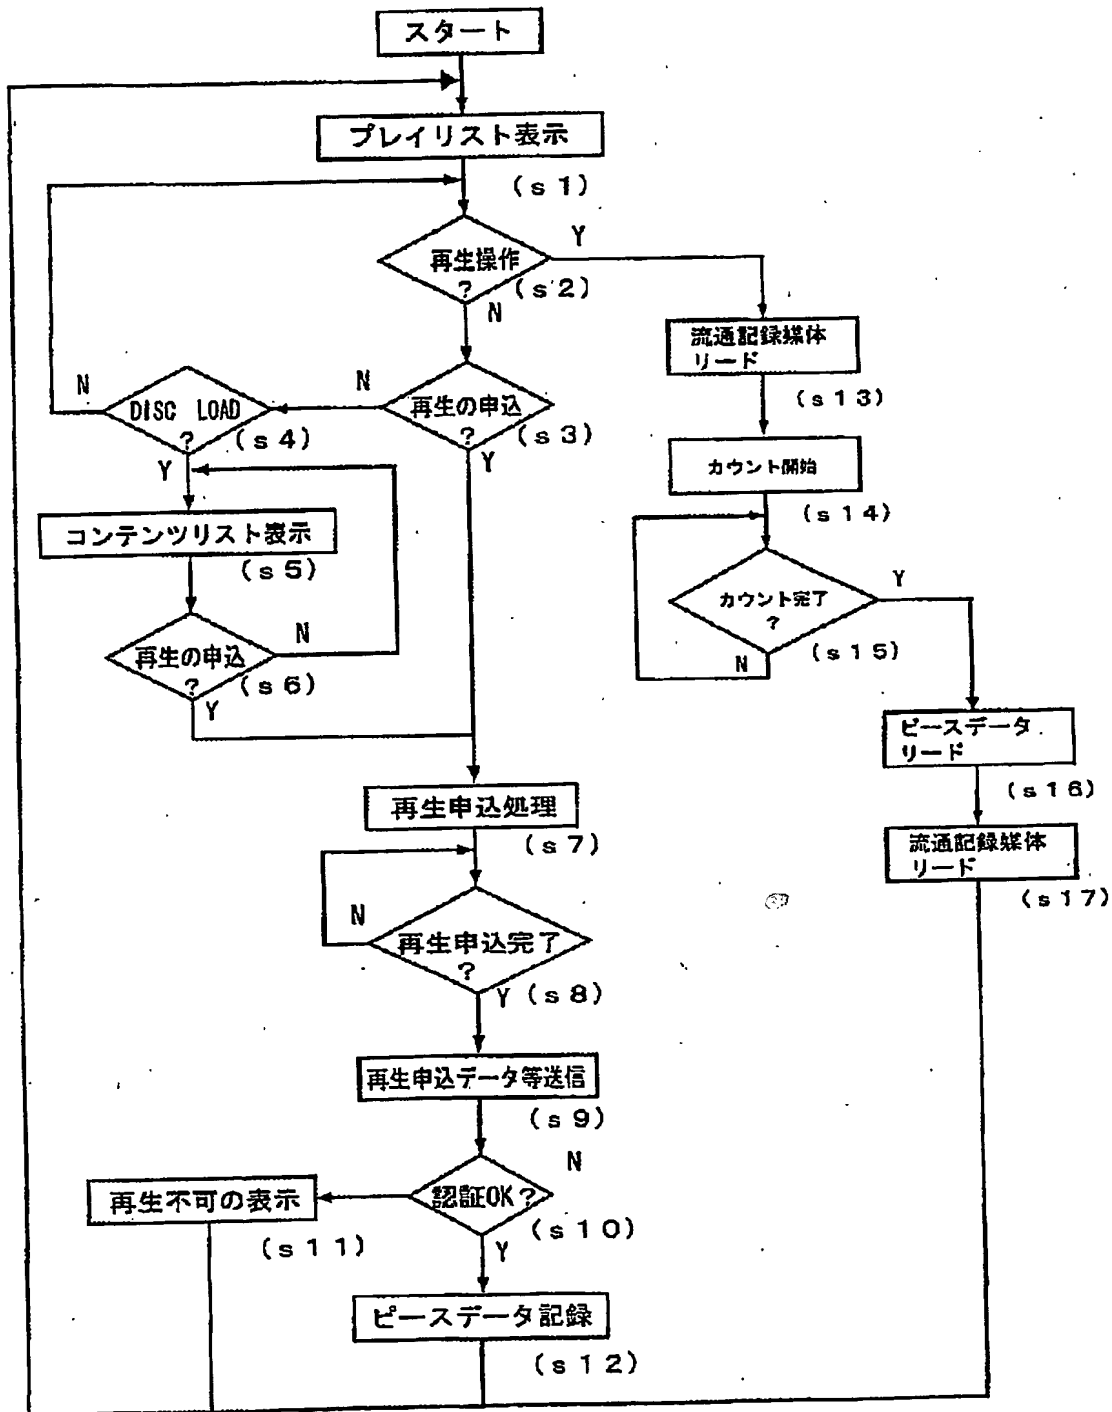 スタート
プレイリスト表示
(s1)
再生操作
?
(s2)
Y
N
再生の申込
?
(s3)
N
Y
DISC LOAD
?
(s4)
N
Y
コンテンツリスト表示
(s5)
再生の申込
?
(s6)
N
Y
再生申込処理
(s7)
再生申込完了
?
(s8)
N
Y
再生申込データ等送信
(s9)
認証OK?
(s10)
N
Y
再生不可の表示
(s11)
ピースデータ記録
(s12)
流通記録媒体
リード
(s13)
カウント開始
(s14)
カウント完了
?
(s15)
Y
N
ピースデータ
リード
(s16)
流通記録媒体
リード
(s17)